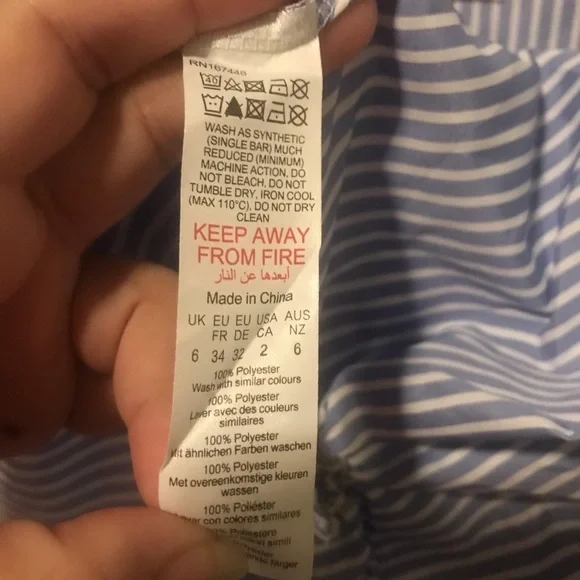 RN167448
40
WASH AS SYNTHETIC
(SINGLE BAR) MUCH
REDUCED (MINIMUM)
MACHINE ACTION, DO
NOT BLEACH, DO NOT
TUMBLE DRY, IRON COOL
(MAX 110°C), DO NOT DRY
CLEAN
KEEP AWAY
FROM FIRE
أبعدها عن النار
Made in China
UK EU EU USA AUS
FR DE CA NZ
6 34 32 2 6
100% Polyester
Wash with similar colours
100% Polyester
Laver avec des couleurs
similaires
100% Polyester
Mit ähnlichen Farben waschen
100% Polyester
Met overeenkomstige kleuren
wassen
100% Poliéster
Lavar con colores similares
simili
färger